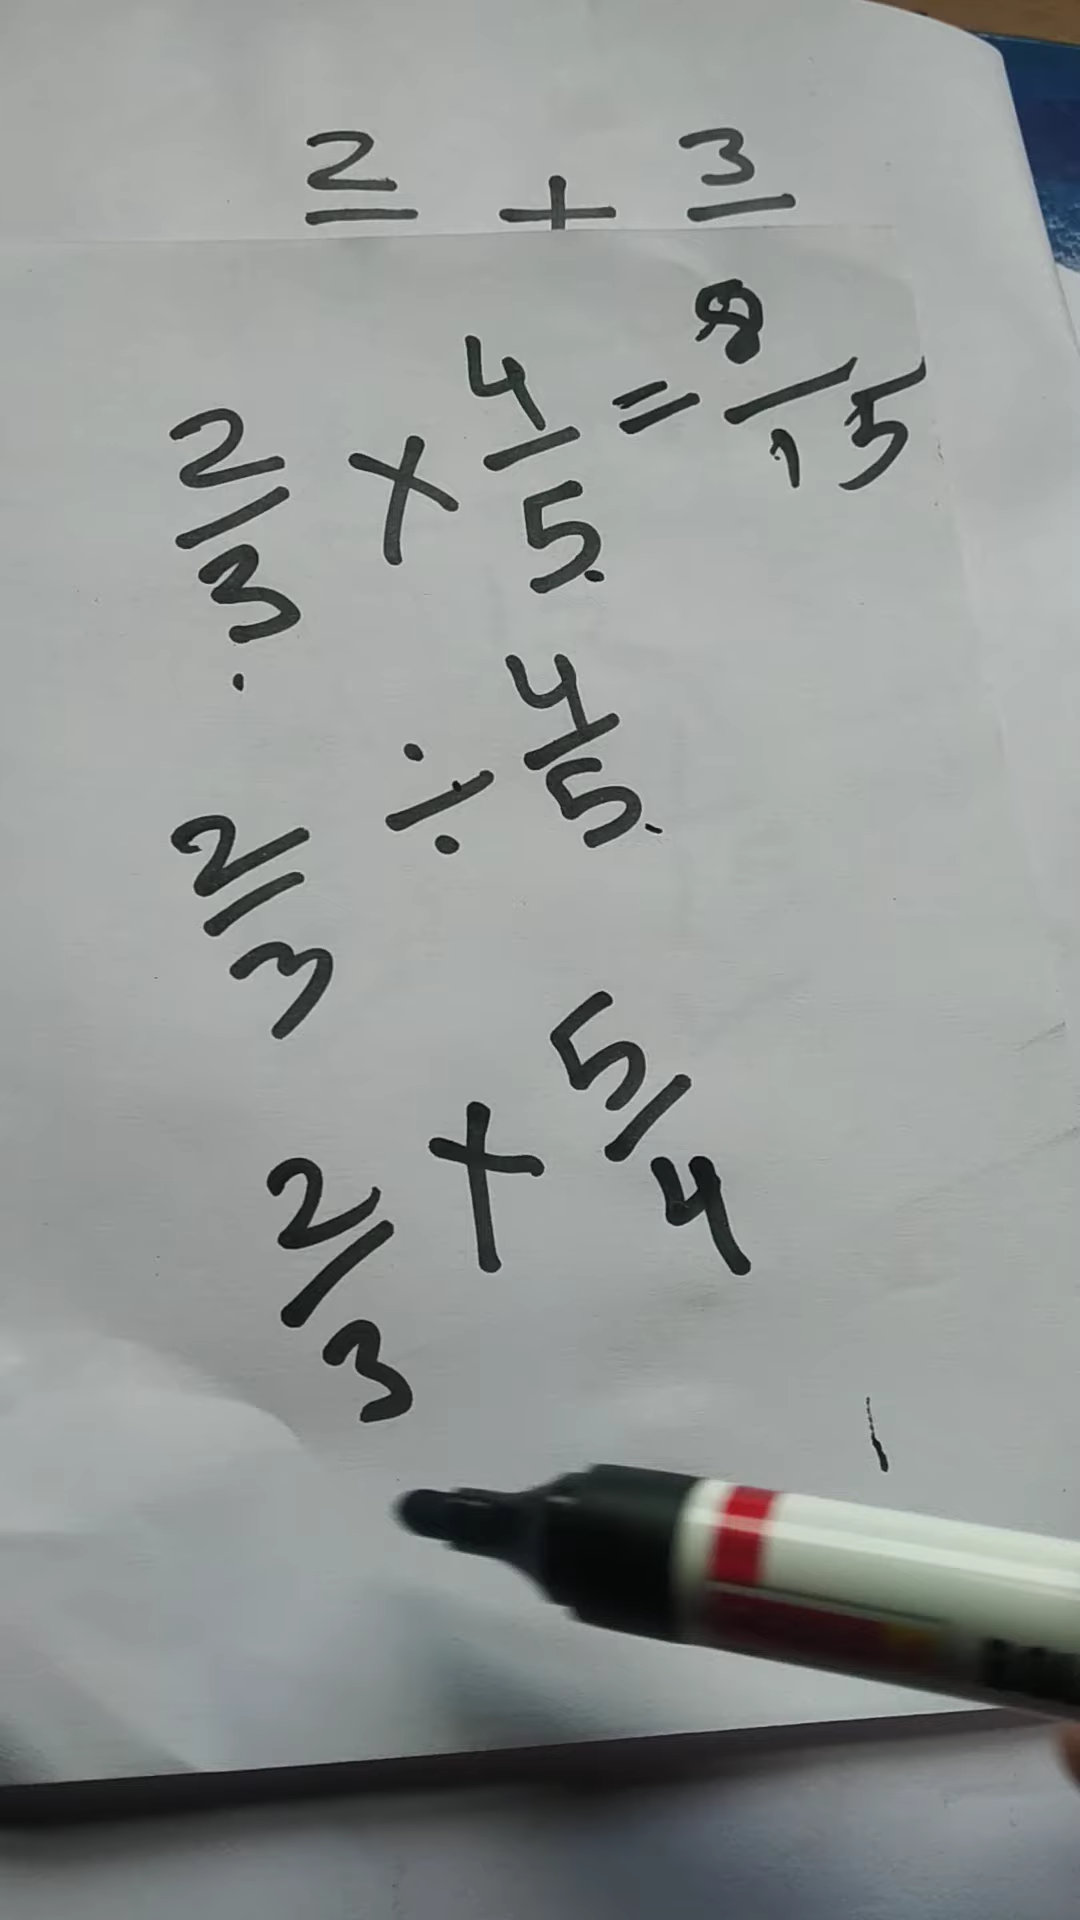 2 + 3
2/3 × 4/5 = 8/15
2/3 ÷ 4/5
2/3 × 5/4